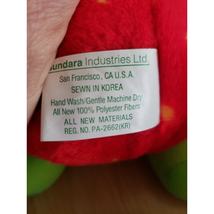 Sundara Industries Ltd.
San Francisco, CA U.S.A.
SEWN IN KOREA
Hand Wash/Gentle Machine Dry
All New 100% Polyester Fibers
ALL NEW MATERIALS
REG. NO. PA-2662(KR)